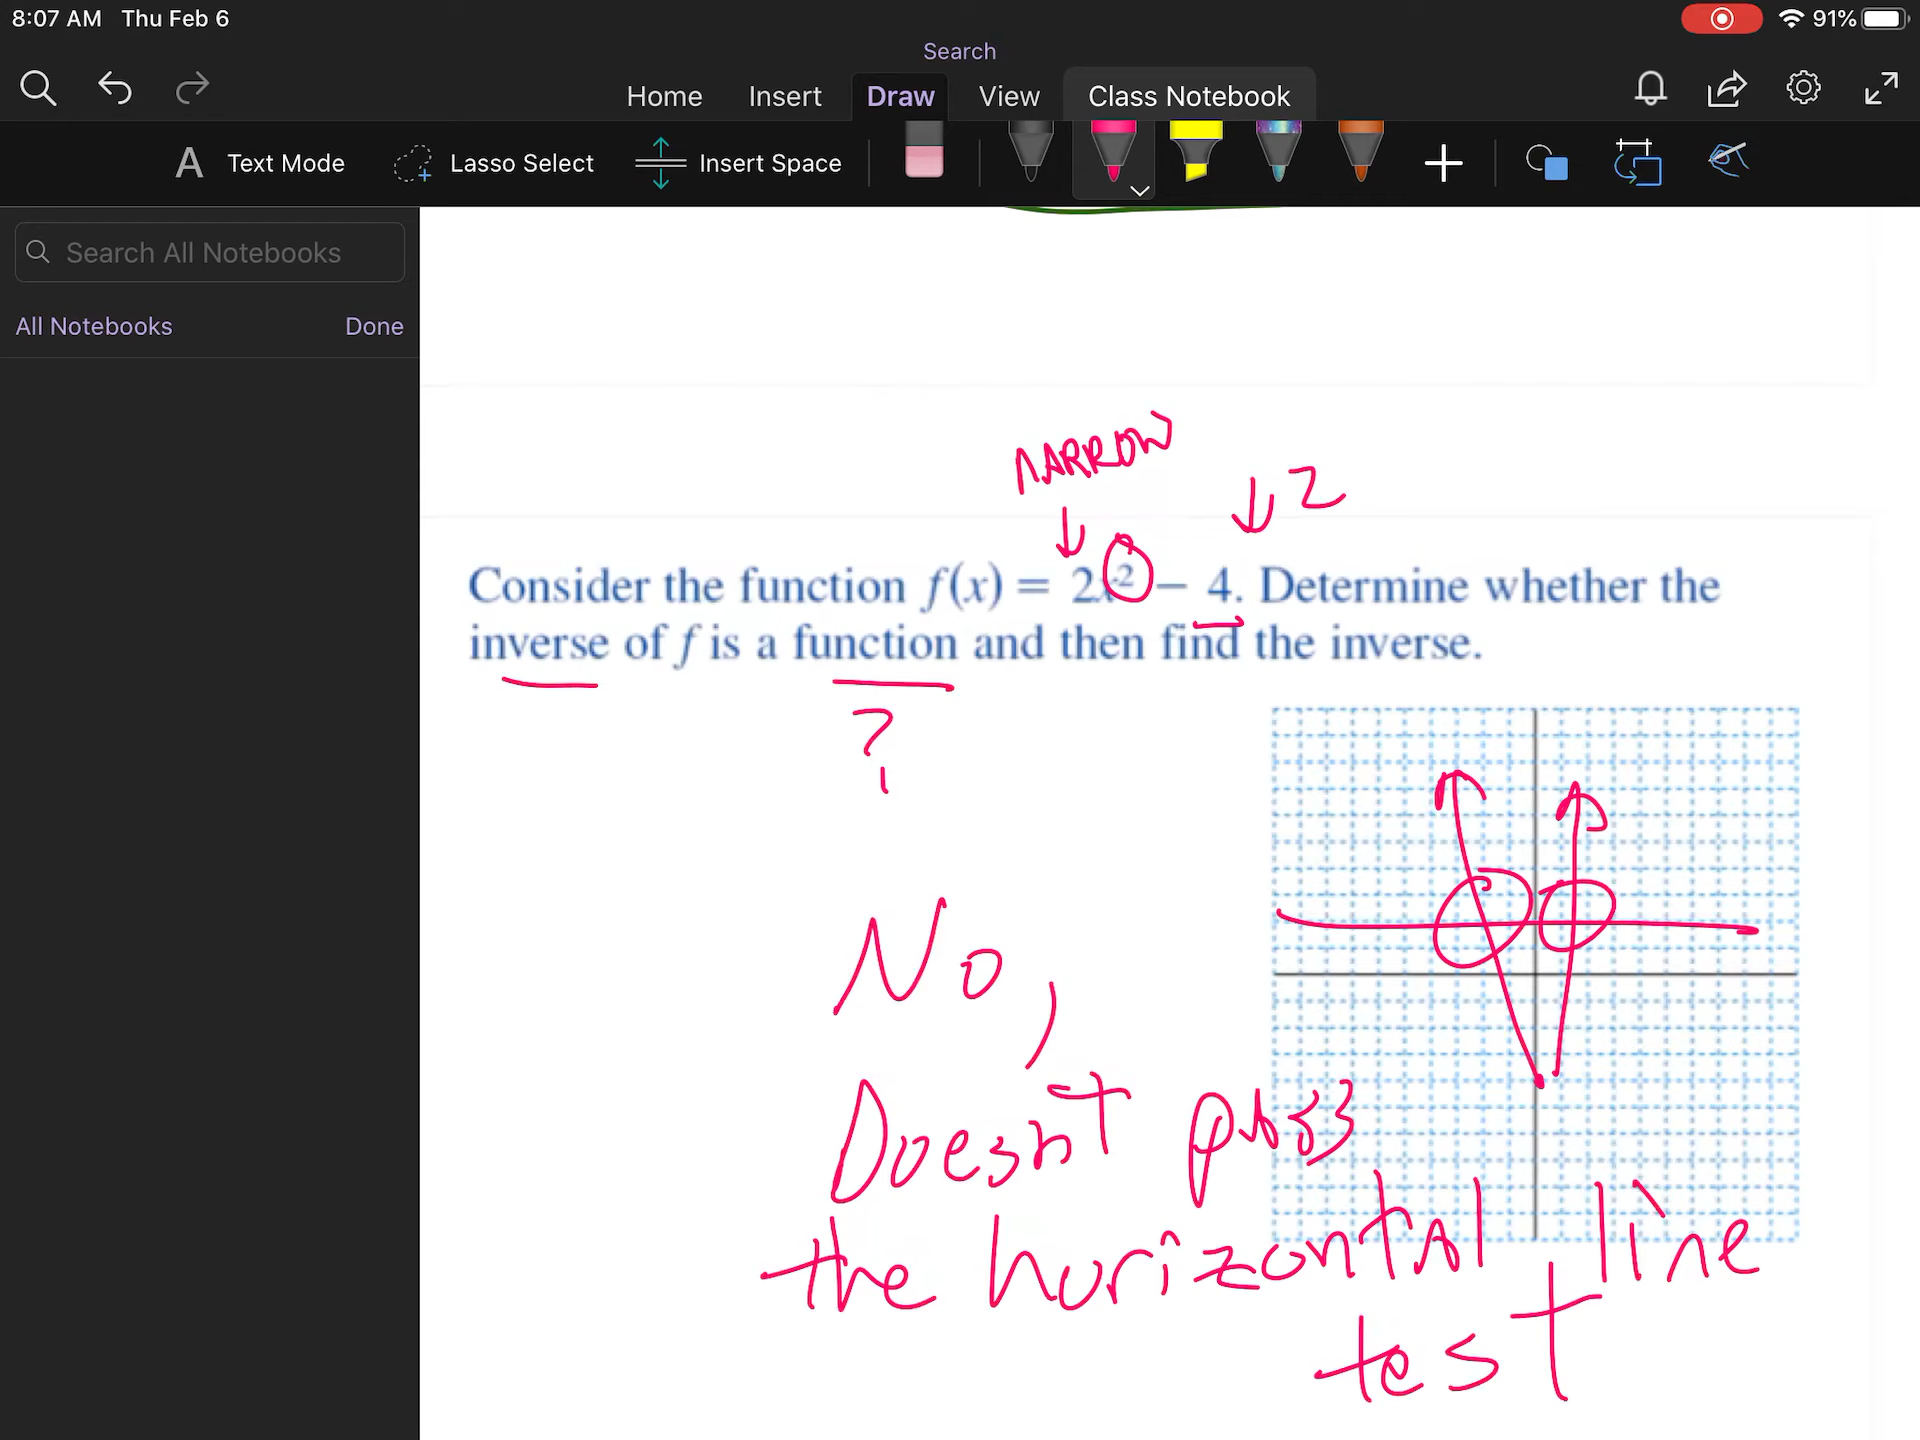 8:07 AM Thu Feb 6
91%
Search
Home Insert Draw View Class Notebook
A Text Mode Lasso Select Insert Space
Search All Notebooks
All Notebooks Done
NARROW
↓ ↓ 2
Consider the function f(x) = 2x² − 4. Determine whether the
inverse of f is a function and then find the inverse.
?
No,
Doesnt pass
the horizontal line
test